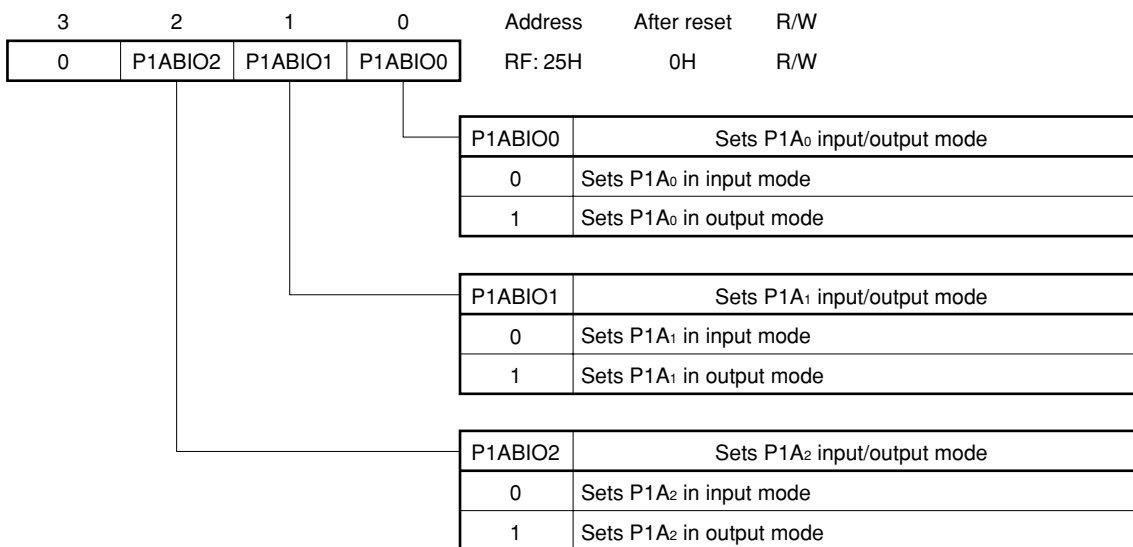 3 2 1 0 Address After reset R/W
0 P1ABIO2 P1ABIO1 P1ABIO0 RF: 25H 0H R/W
P1ABIO0 Sets P1A₀ input/output mode
0 Sets P1A₀ in input mode
1 Sets P1A₀ in output mode
P1ABIO1 Sets P1A₁ input/output mode
0 Sets P1A₁ in input mode
1 Sets P1A₁ in output mode
P1ABIO2 Sets P1A₂ input/output mode
0 Sets P1A₂ in input mode
1 Sets P1A₂ in output mode